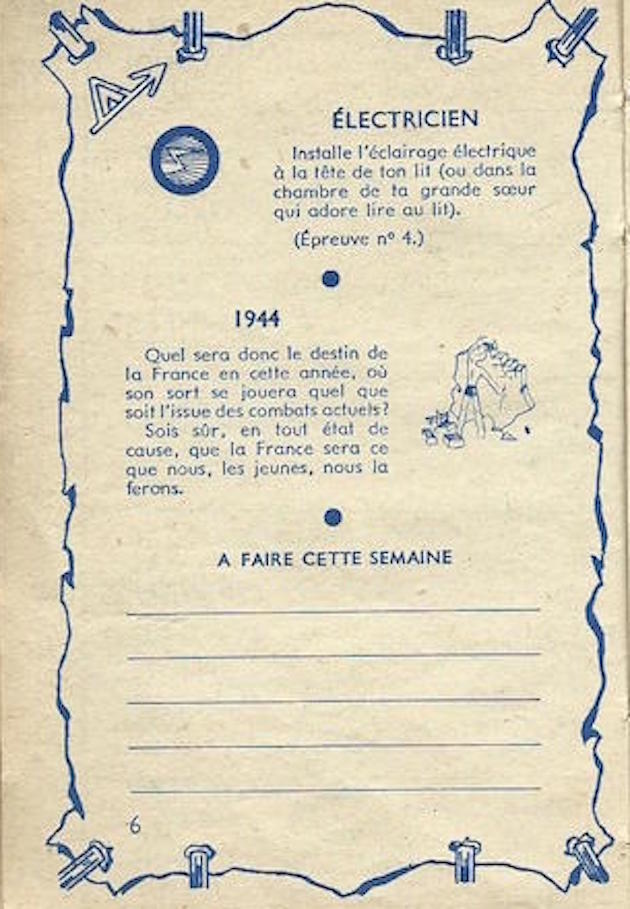 ÉLECTRICIEN
Installe l'éclairage électrique
à la tête de ton lit (ou dans la
chambre de ta grande sœur
qui adore lire au lit).
(Épreuve nº 4.)
1944
Quel sera donc le destin de
la France en cette année, où
son sort se jouera quel que
soit l'issue des combats actuels?
Sois sûr, en tout état de
cause, que la France sera ce
que nous, les jeunes, nous la
ferons.
A FAIRE CETTE SEMAINE
6